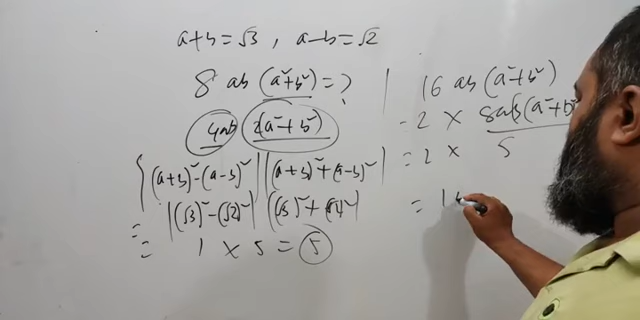 a+b=√3 , a-b=√2
8 ab (a²+b²) = ?
4ab 2(a²+b²)
{(a+b)²-(a-b)²} {(a+b)²+(a-b)²}
= {(√3)²-(√2)²} {(√3)²+(√2)²}
= 1 × 5 = 5
16 ab (a²+b²)
= 2 × 8ab(a²+b²
= 2 × 5
= 1